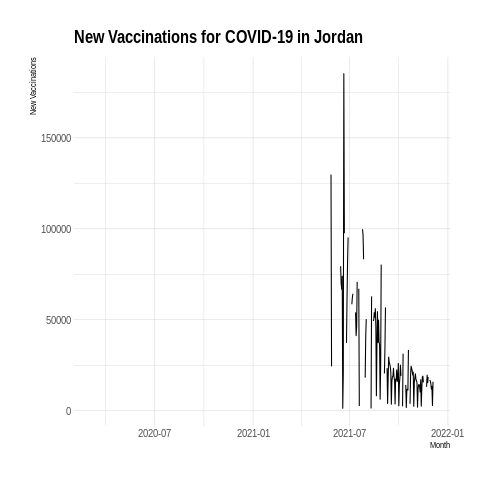 New Vaccinations for COVID-19 in Jordan
New Vaccinations
150000
100000
50000
0
2020-07 2021-01 2021-07 2022-01
Month